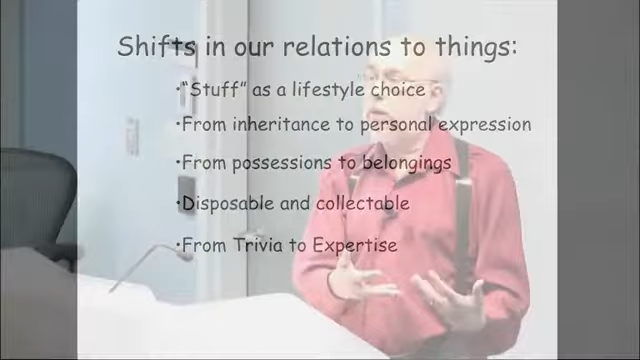 Shifts in our relations to things:
•"Stuff" as a lifestyle choice
•From inheritance to personal expression
•From possessions to belongings
•Disposable and collectable
•From Trivia to Expertise